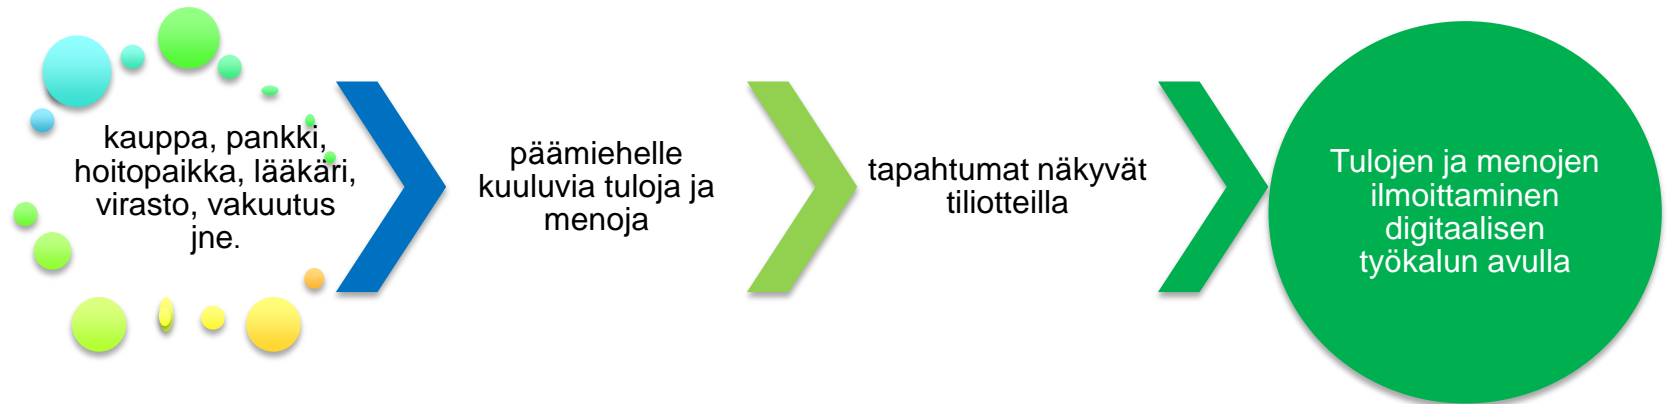 kauppa, pankki,
hoitopaikka, lääkäri,
virasto, vakuutus
jne.
päämiehelle
kuuluvia tuloja ja
menoja
tapahtumat näkyvät
tiliotteilla
Tulojen ja menojen
ilmoittaminen
digitaalisen
työkalun avulla